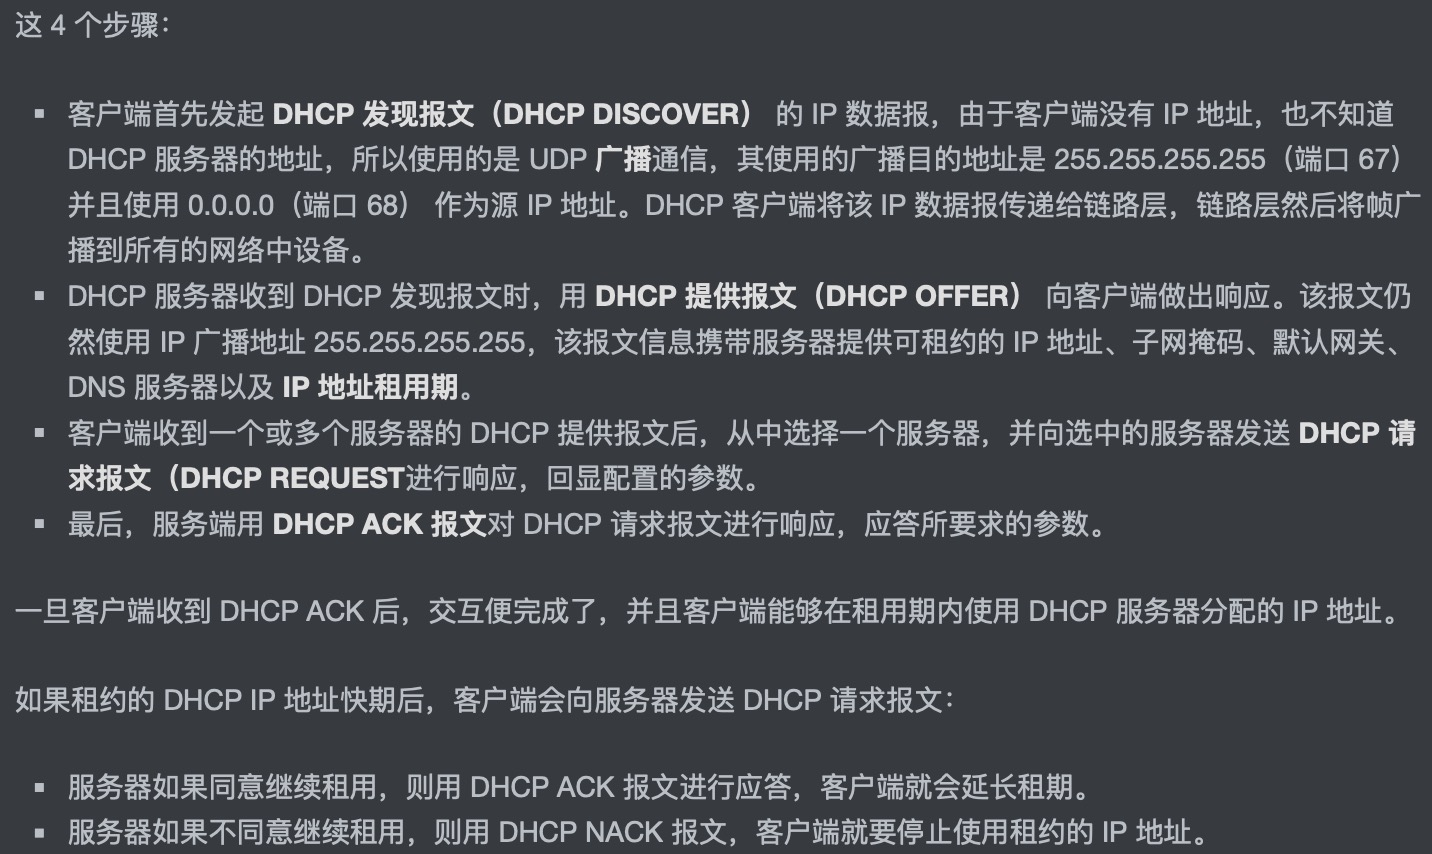 这 4 个步骤：
▪ 客户端首先发起 DHCP 发现报文（DHCP DISCOVER） 的 IP 数据报，由于客户端没有 IP 地址，也不知道
DHCP 服务器的地址，所以使用的是 UDP 广播通信，其使用的广播目的地址是 255.255.255.255（端口 67）
并且使用 0.0.0.0（端口 68） 作为源 IP 地址。DHCP 客户端将该 IP 数据报传递给链路层，链路层然后将帧广
播到所有的网络中设备。
▪ DHCP 服务器收到 DHCP 发现报文时，用 DHCP 提供报文（DHCP OFFER） 向客户端做出响应。该报文仍
然使用 IP 广播地址 255.255.255.255，该报文信息携带服务器提供可租约的 IP 地址、子网掩码、默认网关、
DNS 服务器以及 IP 地址租用期。
▪ 客户端收到一个或多个服务器的 DHCP 提供报文后，从中选择一个服务器，并向选中的服务器发送 DHCP 请
求报文（DHCP REQUEST进行响应，回显配置的参数。
▪ 最后，服务端用 DHCP ACK 报文对 DHCP 请求报文进行响应，应答所要求的参数。
一旦客户端收到 DHCP ACK 后，交互便完成了，并且客户端能够在租用期内使用 DHCP 服务器分配的 IP 地址。
如果租约的 DHCP IP 地址快期后，客户端会向服务器发送 DHCP 请求报文：
▪ 服务器如果同意继续租用，则用 DHCP ACK 报文进行应答，客户端就会延长租期。
▪ 服务器如果不同意继续租用，则用 DHCP NACK 报文，客户端就要停止使用租约的 IP 地址。